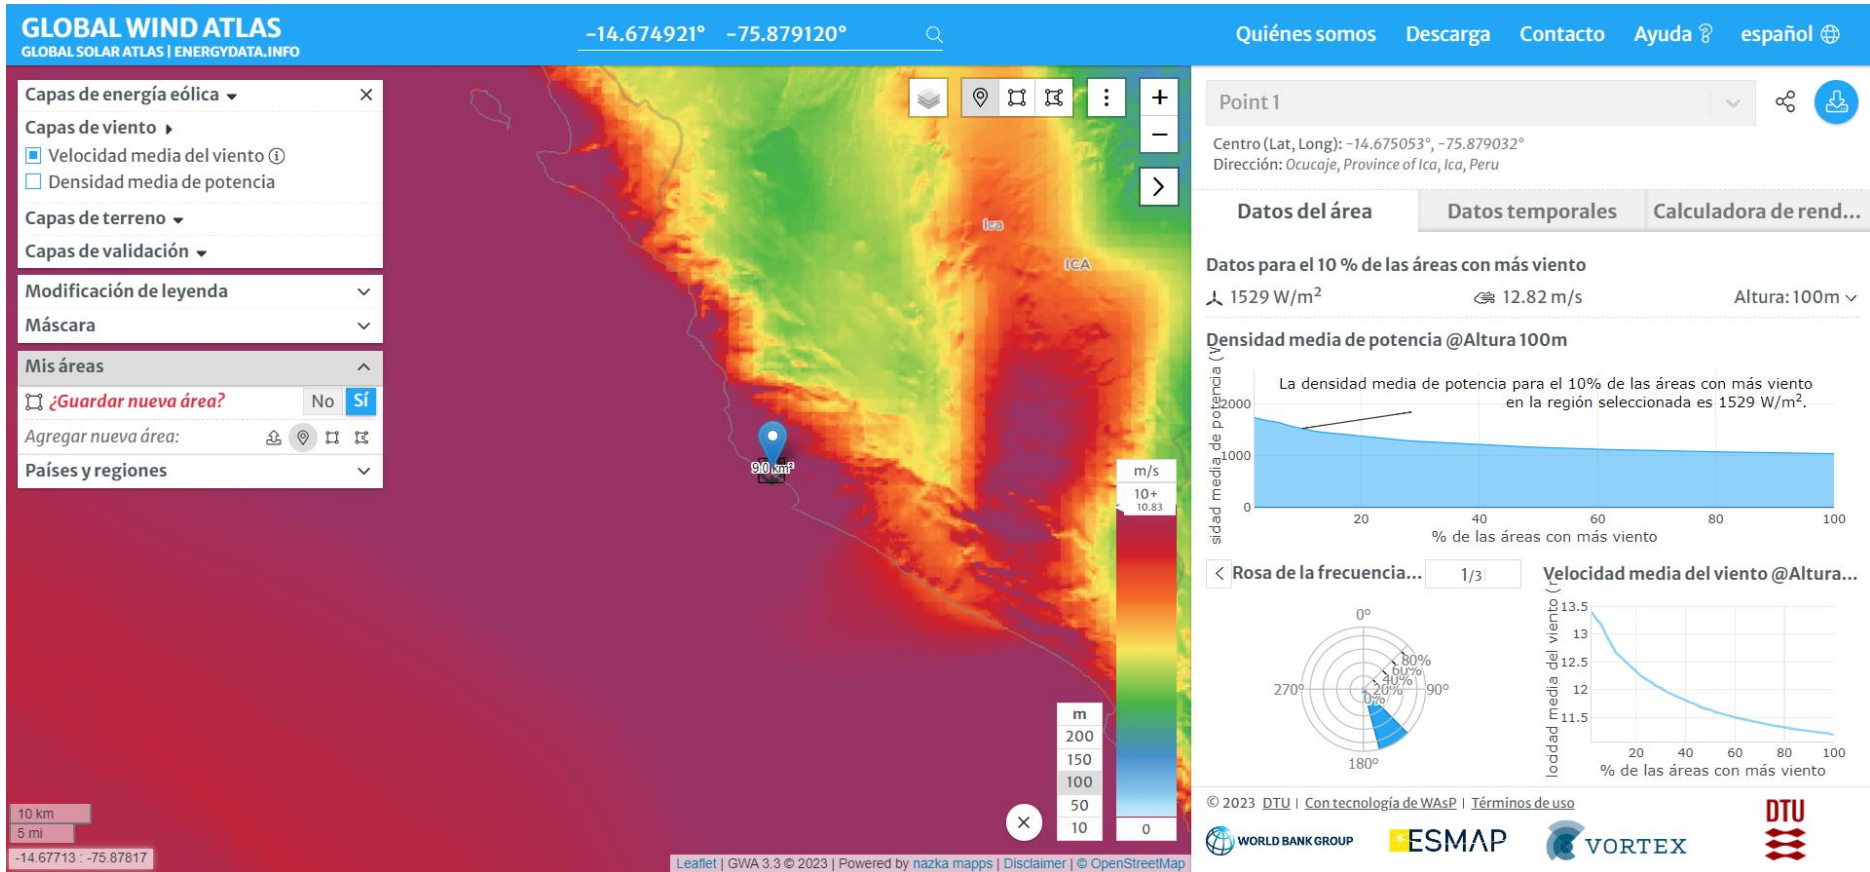 GLOBAL WIND ATLAS
GLOBAL SOLAR ATLAS | ENERGYDATA.INFO
-14.674921° -75.879120°
Quiénes somos Descarga Contacto Ayuda español
Capas de energía eólica
Capas de viento
Velocidad media del viento
Densidad media de potencia
Capas de terreno
Capas de validación
Modificación de leyenda
Máscara
Mis áreas
¿Guardar nueva área? No Sí
Agregar nueva área:
Países y regiones
Ica
ICA
9.0 km²
+
−
m/s
10+
10.83
0
m
200
150
100
50
10
10 km
5 mi
-14.67713 : -75.87817
Leaflet | GWA 3.3 © 2023 | Powered by nazka mapps | Disclaimer | © OpenStreetMap
Point 1
Centro (Lat, Long): -14.675053°, -75.879032°
Dirección: Ocucaje, Province of Ica, Ica, Peru
Datos del área Datos temporales Calculadora de rend...
Datos para el 10 % de las áreas con más viento
1529 W/m² 12.82 m/s Altura: 100m
Densidad media de potencia @Altura 100m
sidad media de potencia (
La densidad media de potencia para el 10% de las áreas con más viento
en la región seleccionada es 1529 W/m².
2000
1000
0
20 40 60 80 100
% de las áreas con más viento
Rosa de la frecuencia... 1/3
0°
80%
60%
40%
20%
0%
270° 90°
180°
Velocidad media del viento @Altura...
locidad media del viento (
13.5
13
12.5
12
11.5
20 40 60 80 100
% de las áreas con más viento
© 2023 DTU | Con tecnología de WAsP | Términos de uso
WORLD BANK GROUP ESMAP VORTEX DTU